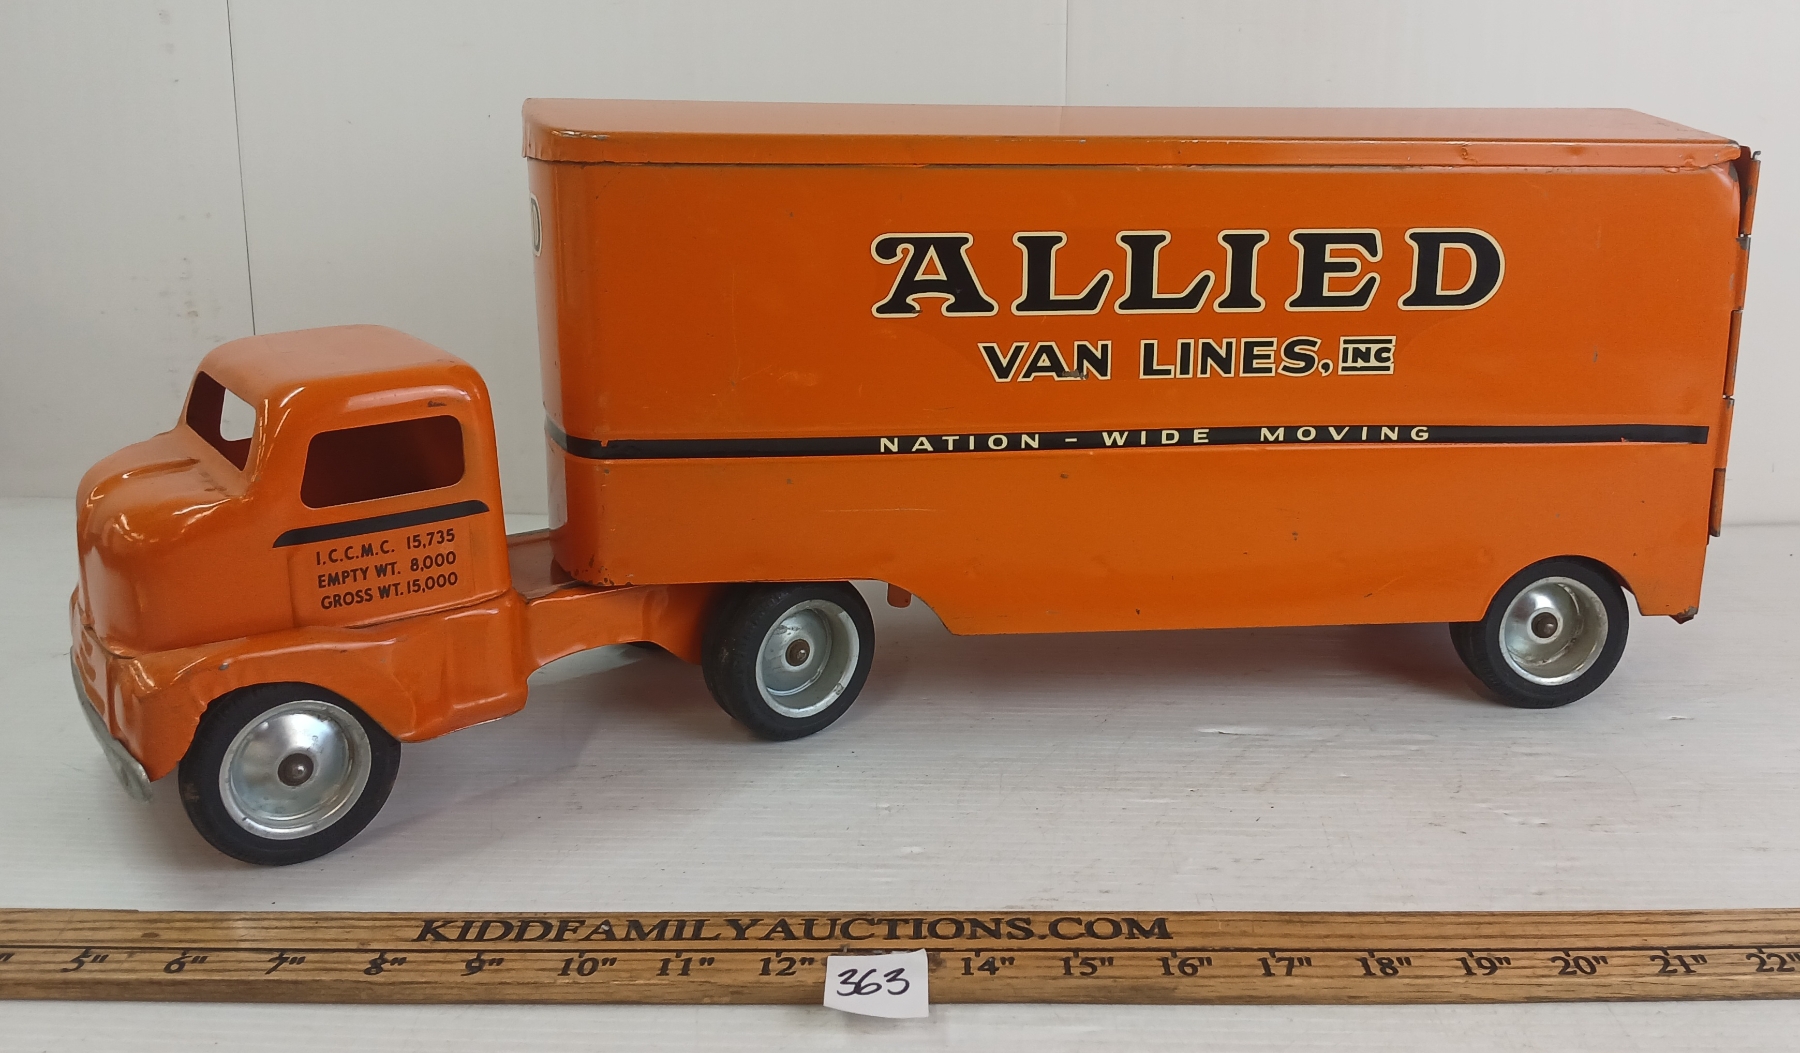 D
ALLIED
VAN LINES, INC
NATION - WIDE MOVING
I.C.C.M.C. 15,735
EMPTY WT. 8,000
GROSS WT. 15,000
KIDDFAMILYAUCTIONS.COM
5" 6" 7" 8" 9" 10" 11" 12" 14" 15" 16" 17" 18" 19" 20" 21" 22"
363